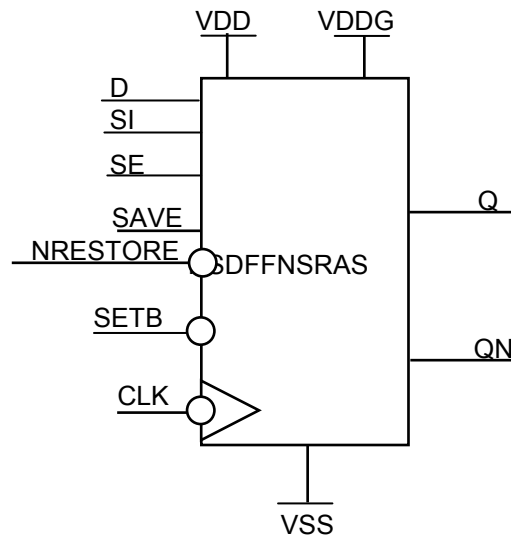 VDD VDDG
D
SI
SE
SAVE
NRESTORE
SDFFNSRAS
Q
SETB
QN
CLK
VSS